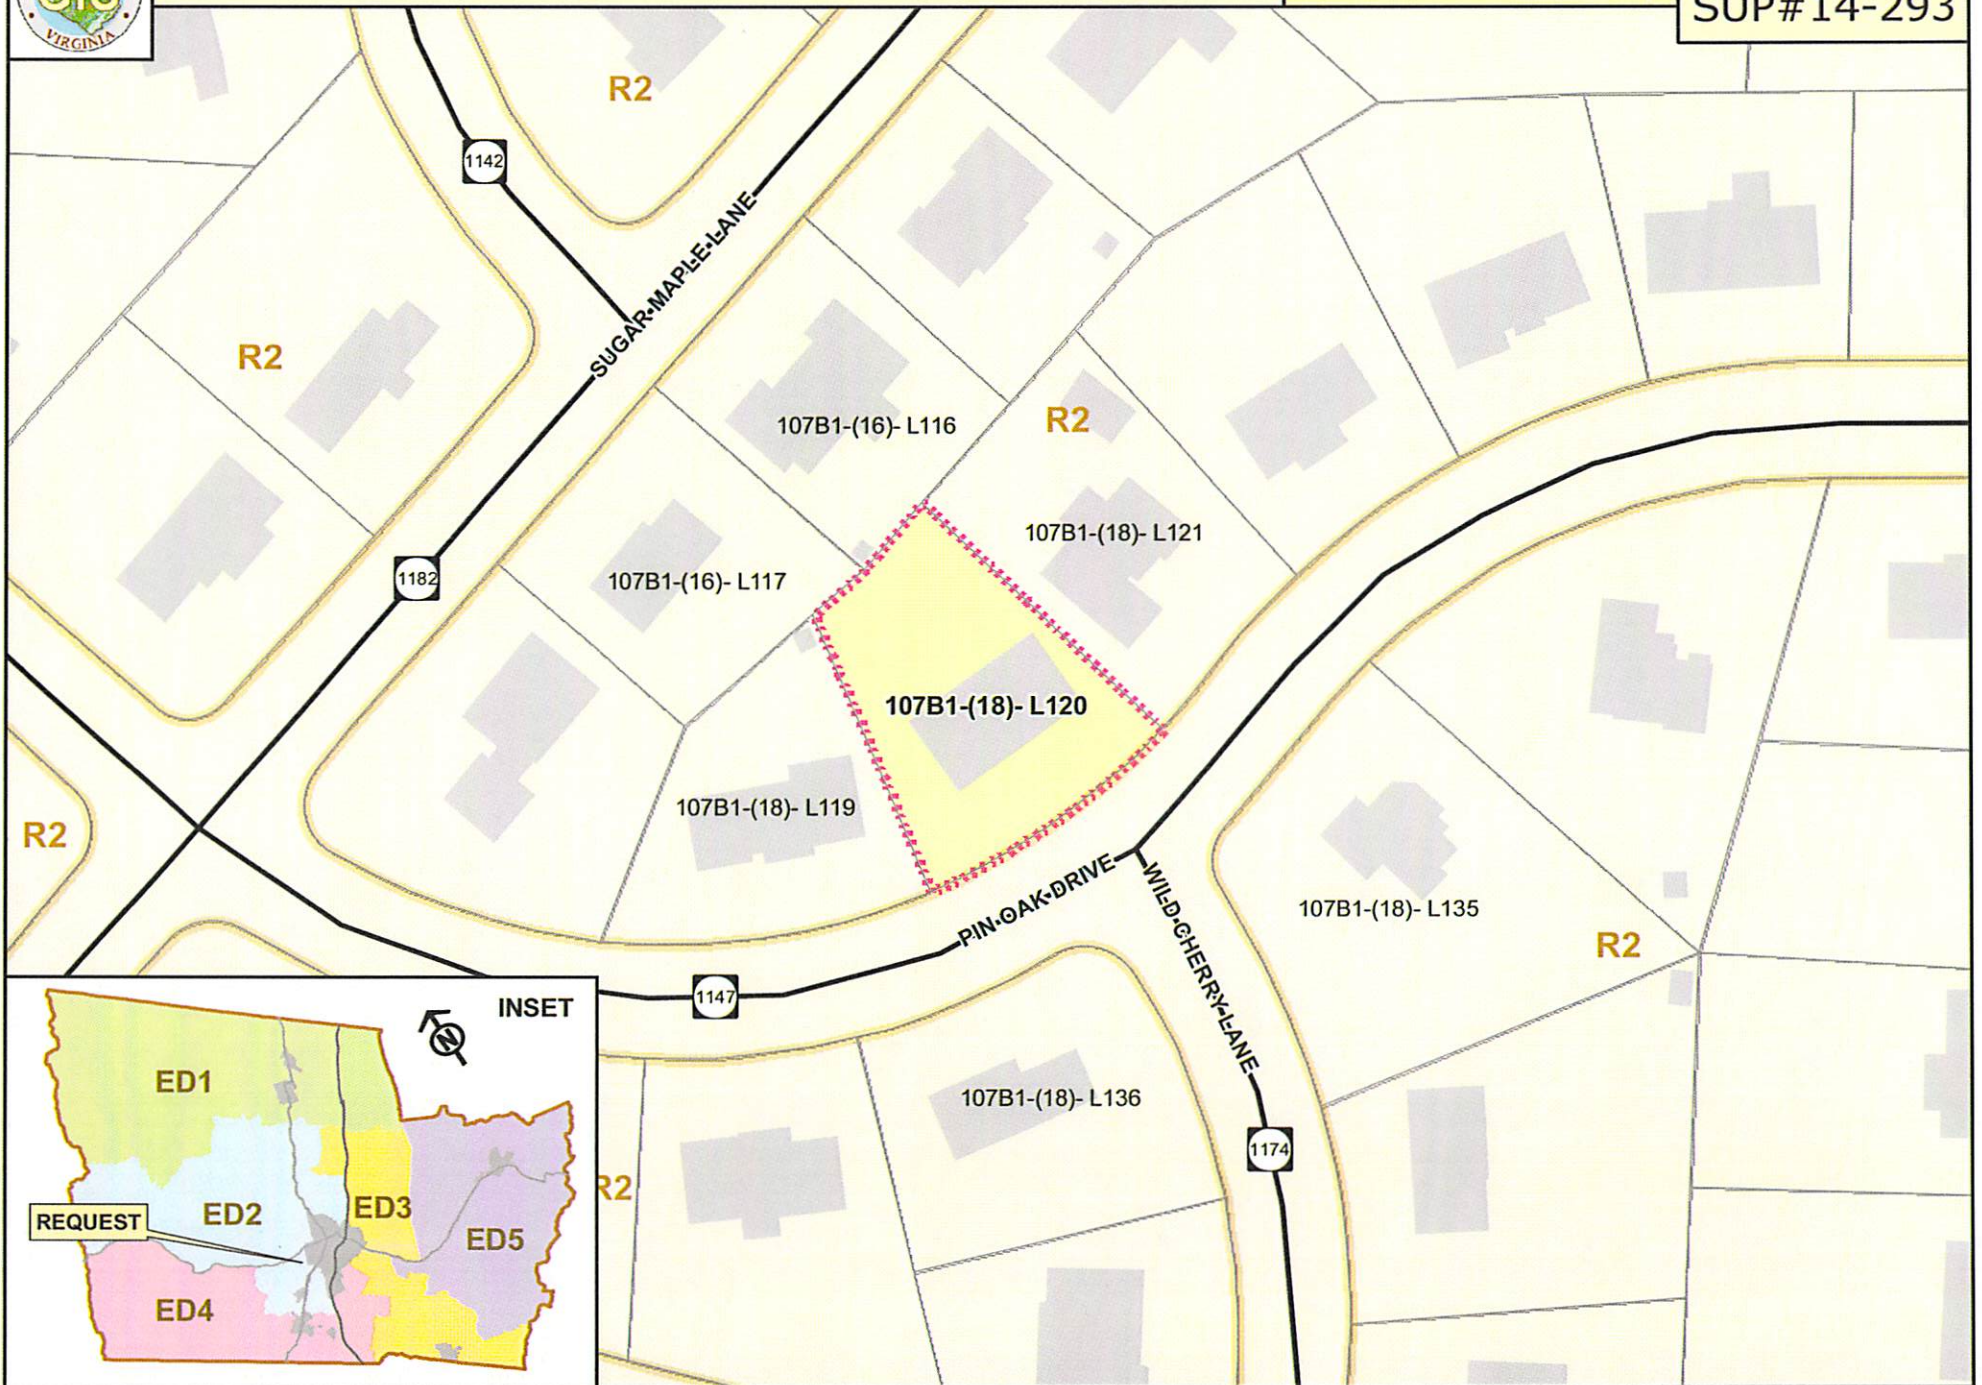 SUP#14-293
VIRGINIA
R2
1142
SUGAR MAPLE LANE
R2
107B1-(16)- L116
R2
107B1-(18)- L121
1182
107B1-(16)- L117
107B1-(18)- L120
107B1-(18)- L119
R2
PIN OAK DRIVE
WILD CHERRY LANE
107B1-(18)- L135
R2
1147
107B1-(18)- L136
1174
R2
INSET
N
ED1
ED2
ED3
REQUEST
ED5
ED4